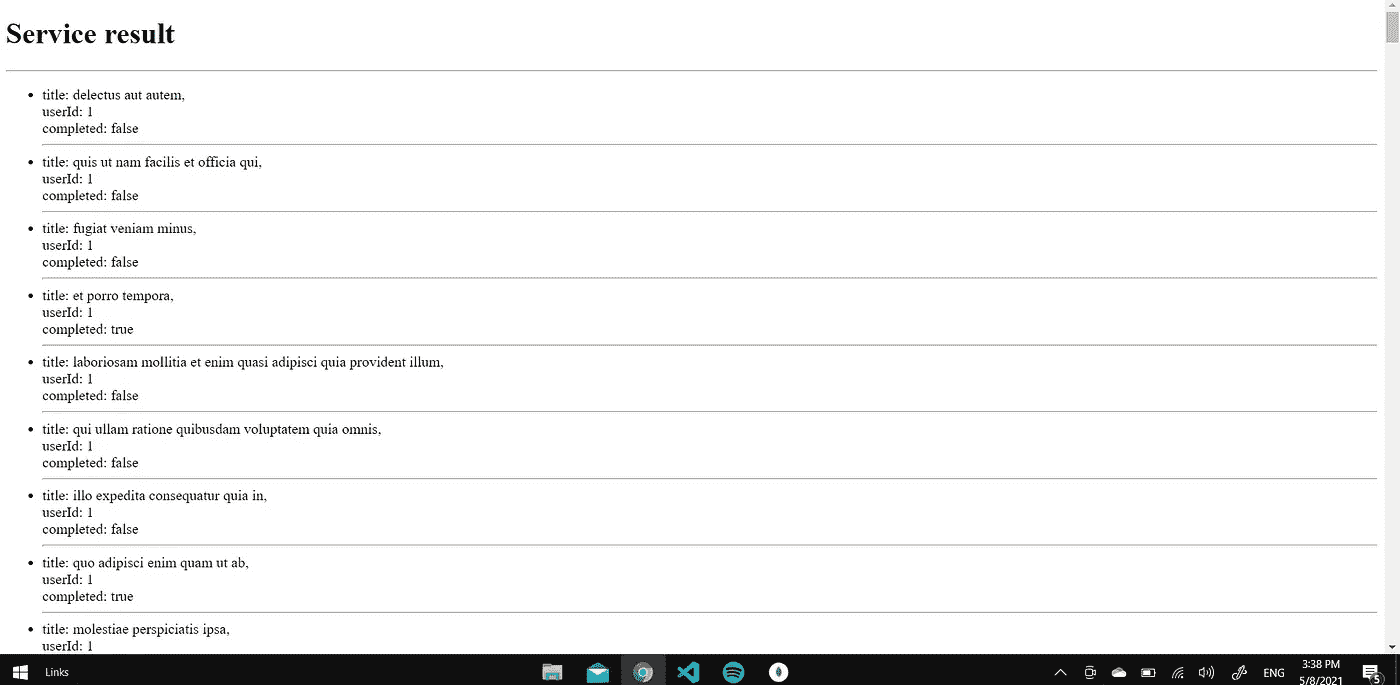 Service result
title: delectus aut autem,
userId: 1
completed: false
title: quis ut nam facilis et officia qui,
userId: 1
completed: false
title: fugiat veniam minus,
userId: 1
completed: false
title: et porro tempora,
userId: 1
completed: true
title: laboriosam mollitia et enim quasi adipisci quia provident illum,
userId: 1
completed: false
title: qui ullam ratione quibusdam voluptatem quia omnis,
userId: 1
completed: false
title: illo expedita consequatur quia in,
userId: 1
completed: false
title: quo adipisci enim quam ut ab,
userId: 1
completed: true
title: molestiae perspiciatis ipsa,
userId: 1
Links
ENG
3:38 PM
5/8/2021
5